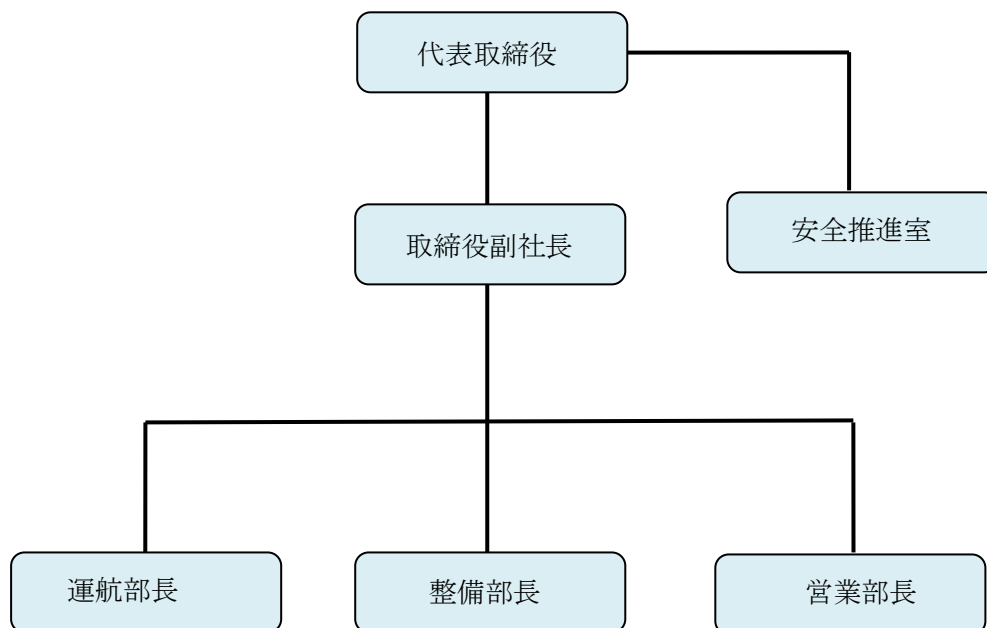 代表取締役
安全推進室
取締役副社長
運航部長
整備部長
営業部長